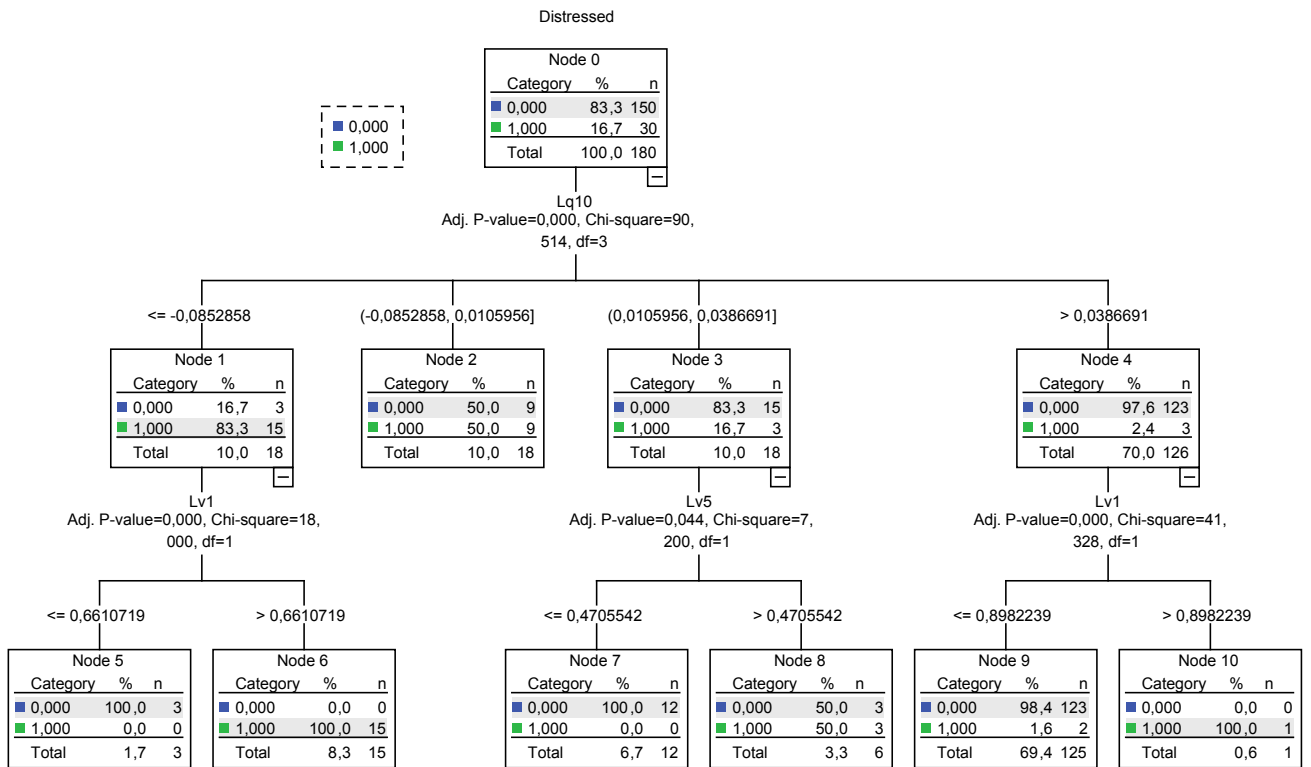 Distressed
Node 0
Category % n
0,000 83,3 150
1,000 16,7 30
Total 100,0 180
0,000
1,000
Lq10
Adj. P-value=0,000, Chi-square=90,
514, df=3
<= -0,0852858
(-0,0852858, 0,0105956]
(0,0105956, 0,0386691]
> 0,0386691
Node 1
Category % n
0,000 16,7 3
1,000 83,3 15
Total 10,0 18
Node 2
Category % n
0,000 50,0 9
1,000 50,0 9
Total 10,0 18
Node 3
Category % n
0,000 83,3 15
1,000 16,7 3
Total 10,0 18
Node 4
Category % n
0,000 97,6 123
1,000 2,4 3
Total 70,0 126
Lv1
Adj. P-value=0,000, Chi-square=18,
000, df=1
Lv5
Adj. P-value=0,044, Chi-square=7,
200, df=1
Lv1
Adj. P-value=0,000, Chi-square=41,
328, df=1
<= 0,6610719
> 0,6610719
<= 0,4705542
> 0,4705542
<= 0,8982239
> 0,8982239
Node 5
Category % n
0,000 100,0 3
1,000 0,0 0
Total 1,7 3
Node 6
Category % n
0,000 0,0 0
1,000 100,0 15
Total 8,3 15
Node 7
Category % n
0,000 100,0 12
1,000 0,0 0
Total 6,7 12
Node 8
Category % n
0,000 50,0 3
1,000 50,0 3
Total 3,3 6
Node 9
Category % n
0,000 98,4 123
1,000 1,6 2
Total 69,4 125
Node 10
Category % n
0,000 0,0 0
1,000 100,0 1
Total 0,6 1